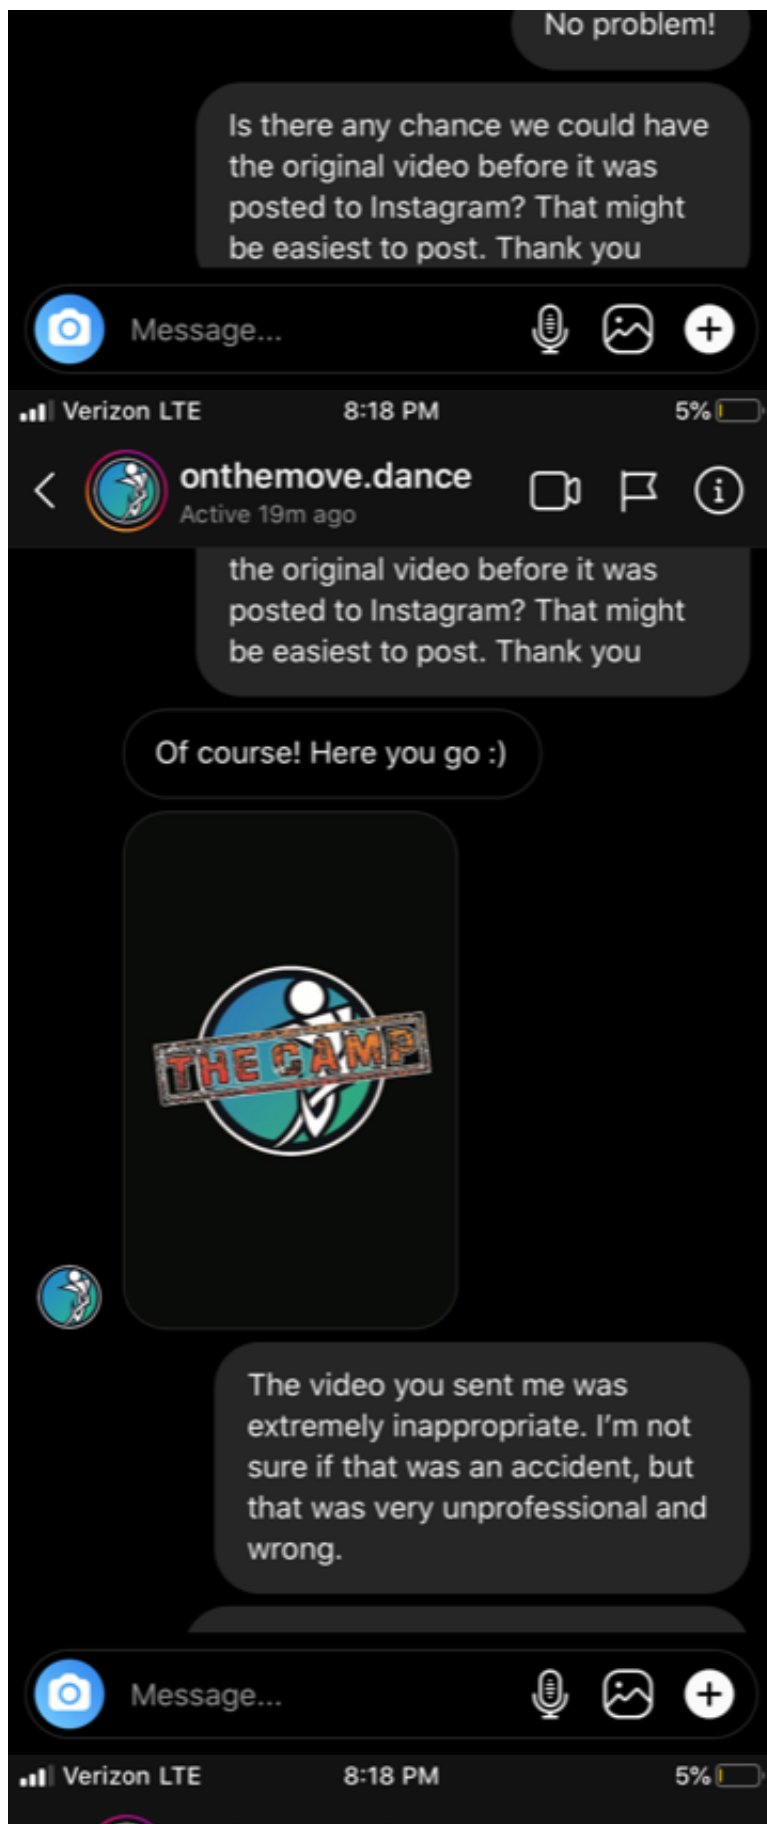 No problem!
Is there any chance we could have
the original video before it was
posted to Instagram? That might
be easiest to post. Thank you
Message...
Verizon LTE 8:18 PM 5%
onthemove.dance
Active 19m ago
the original video before it was
posted to Instagram? That might
be easiest to post. Thank you
Of course! Here you go :)
THE CAMP
The video you sent me was
extremely inappropriate. I'm not
sure if that was an accident, but
that was very unprofessional and
wrong.
Message...
Verizon LTE 8:18 PM 5%